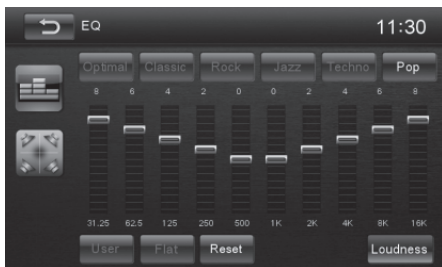 EQ 11:30
Optimal Classic Rock Jazz Techno Pop
8 6 4 2 0 0 2 4 6 8
31.25 62.5 125 250 500 1K 2K 4K 8K 16K
User Flat Reset Loudness